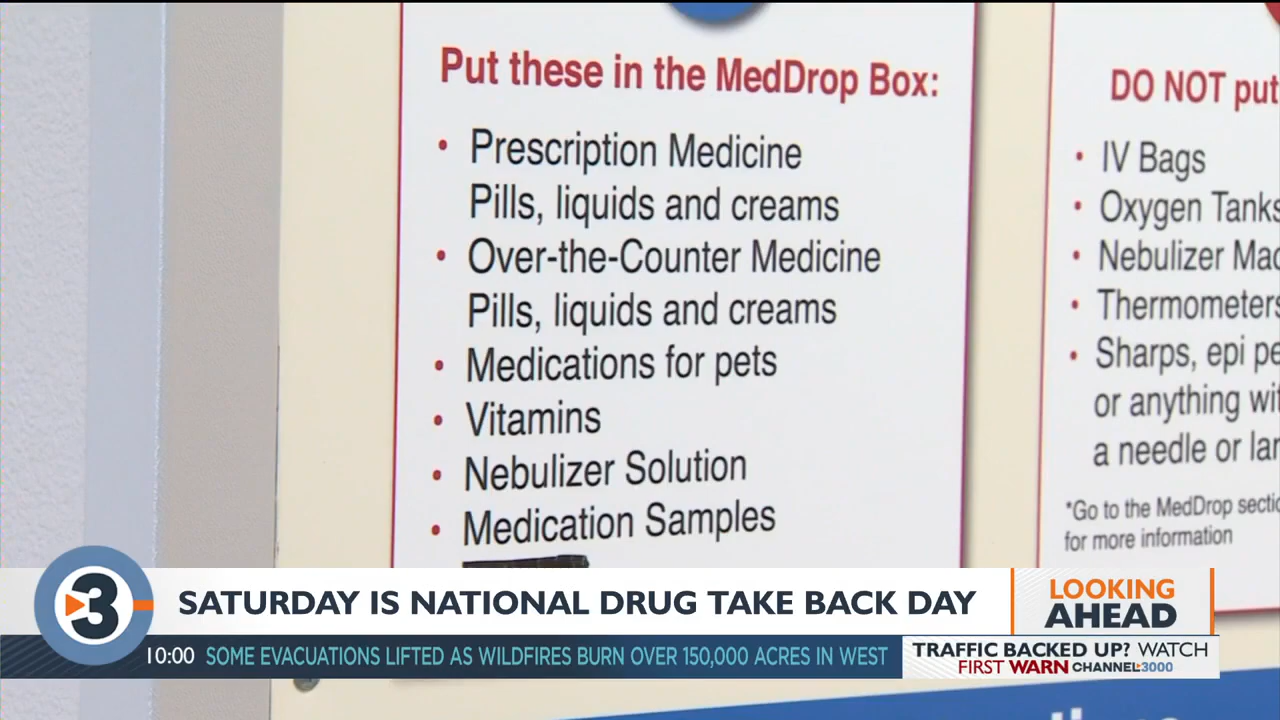 Put these in the MedDrop Box:
• Prescription Medicine
Pills, liquids and creams
• Over-the-Counter Medicine
Pills, liquids and creams
• Medications for pets
• Vitamins
• Nebulizer Solution
• Medication Samples
DO NOT put
• IV Bags
• Oxygen Tanks
• Nebulizer
• Thermometers
• Sharps, epi
or anything
a needle or
*Go to the MedDrop
for more information
3
SATURDAY IS NATIONAL DRUG TAKE BACK DAY
LOOKING
AHEAD
10:00 SOME EVACUATIONS LIFTED AS WILDFIRES BURN OVER 150,000 ACRES IN WEST
TRAFFIC BACKED UP? WATCH
FIRST WARN CHANNEL3000